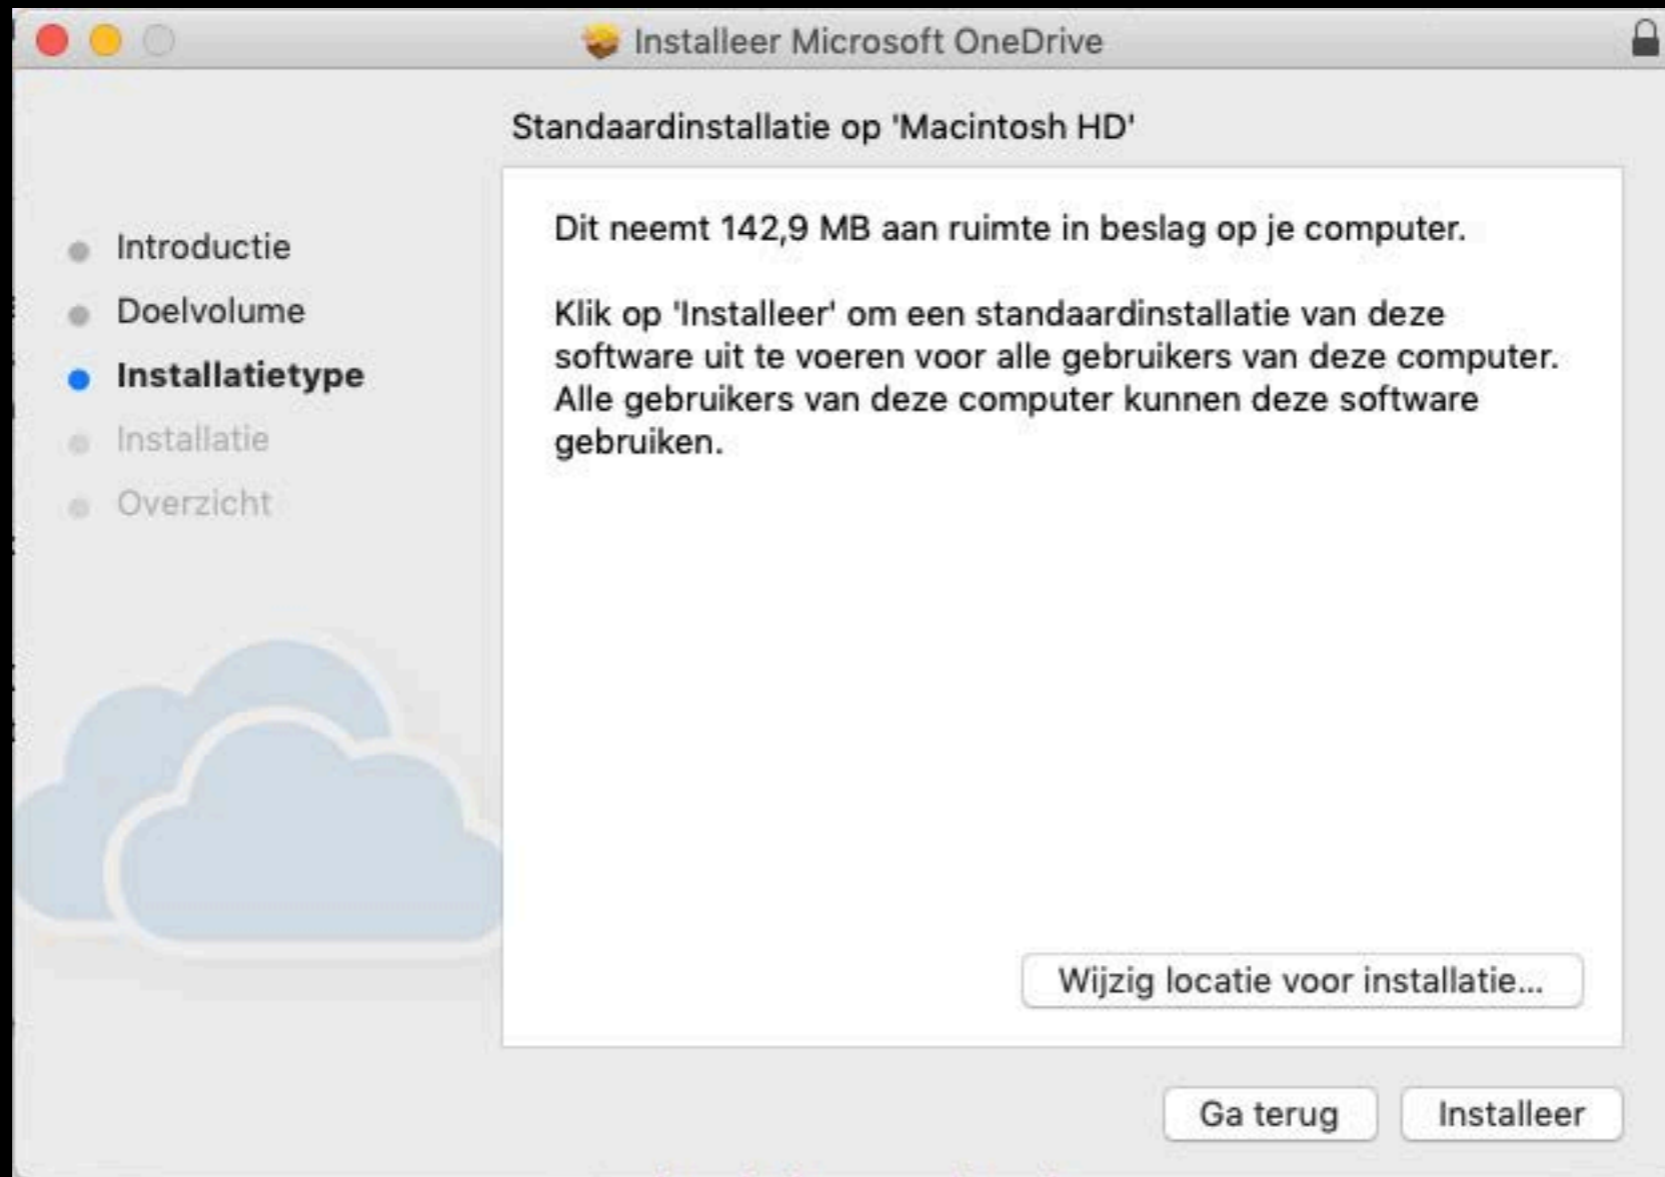 Installeer Microsoft OneDrive
Standaardinstallatie op 'Macintosh HD'
Introductie
Doelvolume
Installatietype
Installatie
Overzicht
Dit neemt 142,9 MB aan ruimte in beslag op je computer.
Klik op 'Installeer' om een standaardinstallatie van deze
software uit te voeren voor alle gebruikers van deze computer.
Alle gebruikers van deze computer kunnen deze software
gebruiken.
Wijzig locatie voor installatie...
Ga terug
Installeer